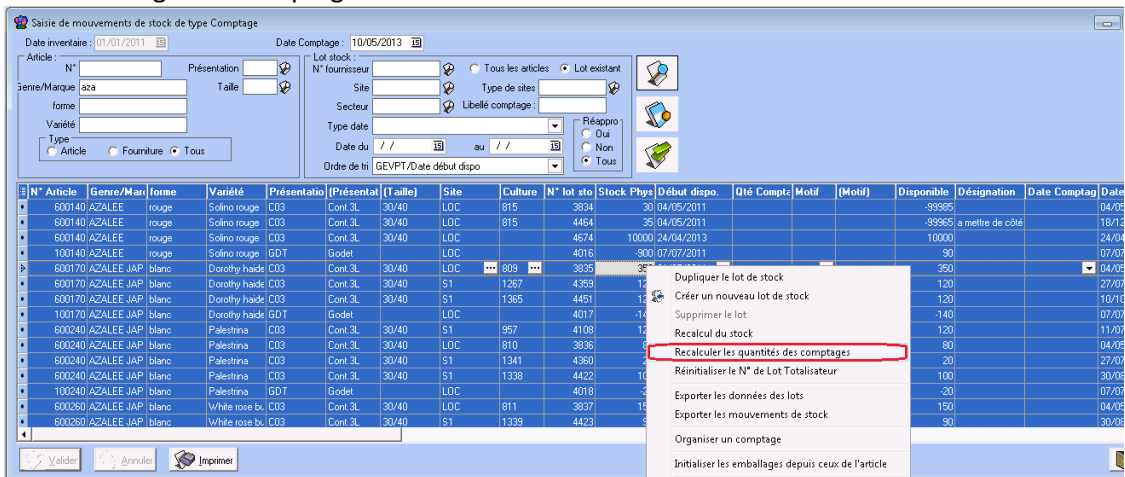 Saisie de mouvements de stock de type Comptage
Date inventaire : 01/01/2011 Date Comptage : 10/05/2013
Article : Lot stock :
N° Présentation N° fournisseur Tous les articles Lot existant
Genre/Marque aza Taille Site Type de sites
forme Secteur Libellé comptage :
Variété Type date Réappro
Type Oui
Article Fourniture Tous Date du / / au / / Non
Ordre de tri GEVPT/Date début dispo Tous
N° Article Genre/Mar forme Variété Présentatio (Présentat (Taille) Site Culture N° lot sto Stock Phys Début dispo. Qté Compta Motif (Motif) Disponible Désignation Date Comptag Date
600140 AZALEE rouge Solino rouge C03 Cont.3L 30/40 LOC 815 3834 30 04/05/2011 -99985 04/05
600140 AZALEE rouge Solino rouge C03 Cont.3L 30/40 LOC 815 4464 35 04/05/2011 -99965 a mettre de côté 18/12
600140 AZALEE rouge Solino rouge C03 Cont.3L 30/40 LOC 4674 10000 24/04/2013 10000 24/04
100140 AZALEE rouge Solino rouge GDT Godet LOC 4016 -900 07/07/2011 90 07/07
600170 AZALEE JAP blanc Dorothy haide C03 Cont.3L 30/40 LOC ... 809 ... 3835 350 04/05
600170 AZALEE JAP blanc Dorothy haide C03 Cont.3L 30/40 S1 1267 4359 12 120 27/07
600170 AZALEE JAP blanc Dorothy haide C03 Cont.3L 30/40 S1 1365 4451 12 120 10/10
100170 AZALEE JAP blanc Dorothy haide GDT Godet LOC 4017 -14 -140 07/07
600240 AZALEE JAP blanc Palestrina C03 Cont.3L 30/40 S1 957 4108 12 120 11/07
600240 AZALEE JAP blanc Palestrina C03 Cont.3L 30/40 LOC 810 3836 80 04/05
600240 AZALEE JAP blanc Palestrina C03 Cont.3L 30/40 S1 1341 4360 20 27/07
600240 AZALEE JAP blanc Palestrina C03 Cont.3L 30/40 S1 1338 4422 10 100 30/08
100240 AZALEE JAP blanc Palestrina GDT Godet LOC 4018 -20 07/07
600260 AZALEE JAP blanc White rose bu C03 Cont.3L 30/40 LOC 811 3837 15 150 04/05
600260 AZALEE JAP blanc White rose bu C03 Cont.3L 30/40 S1 1339 4423 90 30/08
Dupliquer le lot de stock
Créer un nouveau lot de stock
Supprimer le lot
Recalcul du stock
Recalculer les quantités des comptages
Réinitialiser le N° de Lot Totalisateur
Exporter les données des lots
Exporter les mouvements de stock
Organiser un comptage
Initialiser les emballages depuis ceux de l'article
Valider Annuler Imprimer